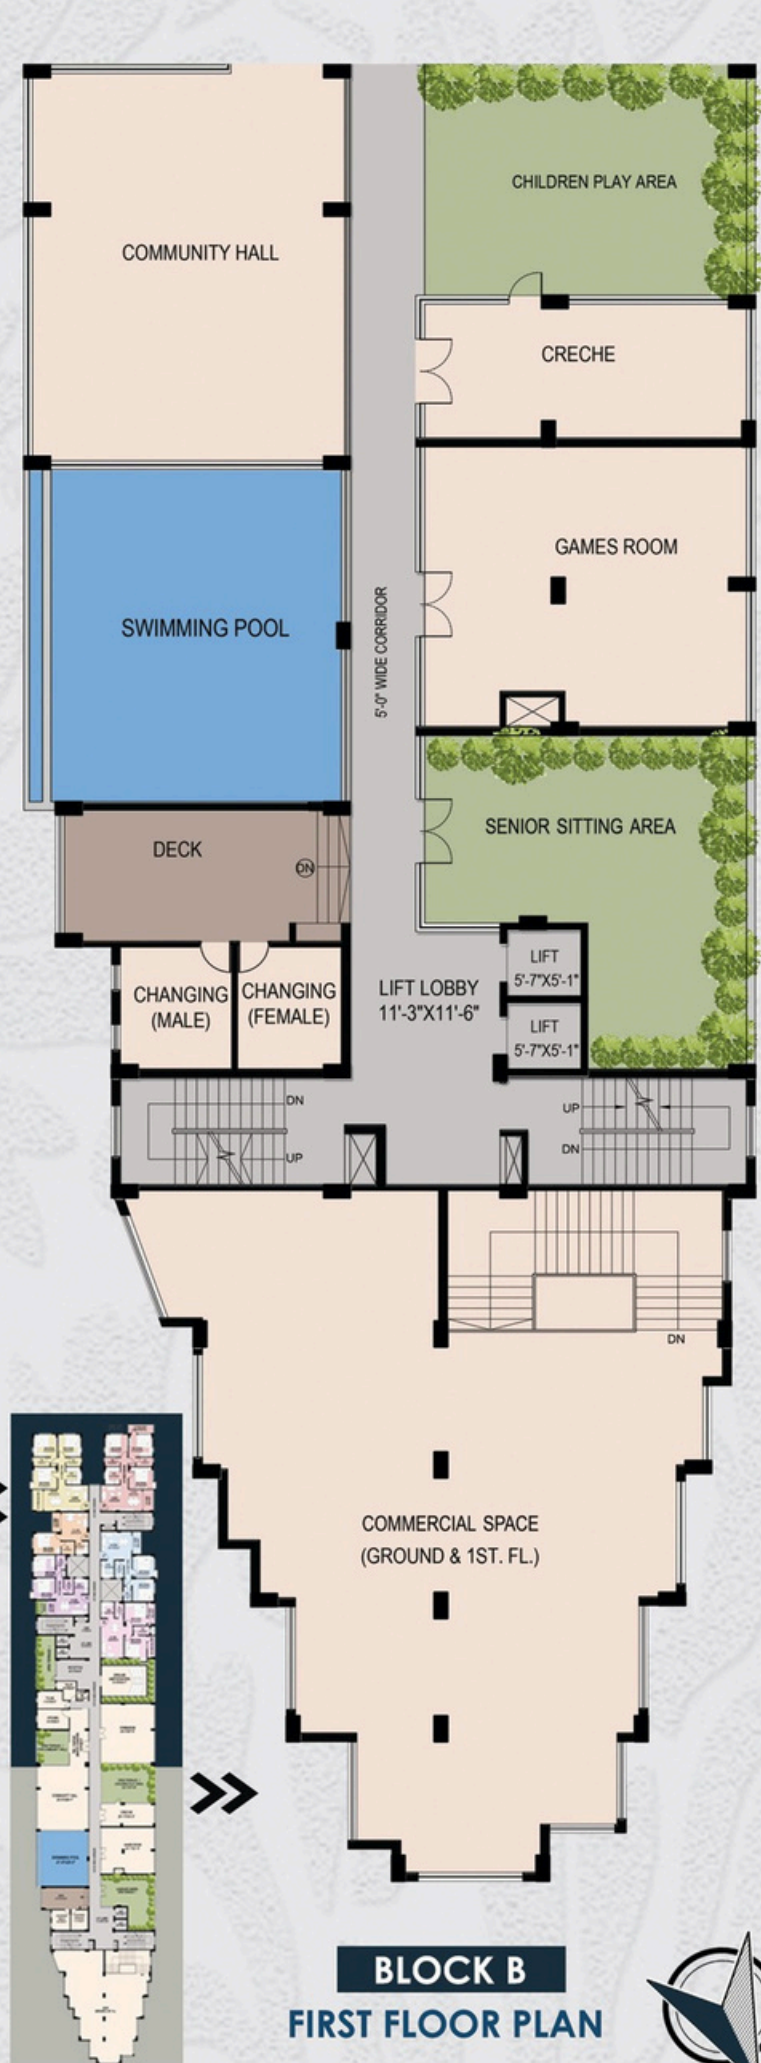 CHILDREN PLAY AREA
COMMUNITY HALL
CRECHE
GAMES ROOM
SWIMMING POOL
5'-0" WIDE CORRIDOR
SENIOR SITTING AREA
DECK
DN
LIFT
5'-7"X5'-1"
LIFT LOBBY
11'-3"X11'-6"
CHANGING
(MALE)
CHANGING
(FEMALE)
LIFT
5'-7"X5'-1"
DN
UP
UP
DN
DN
COMMERCIAL SPACE
(GROUND & 1ST. FL.)
BLOCK B
FIRST FLOOR PLAN